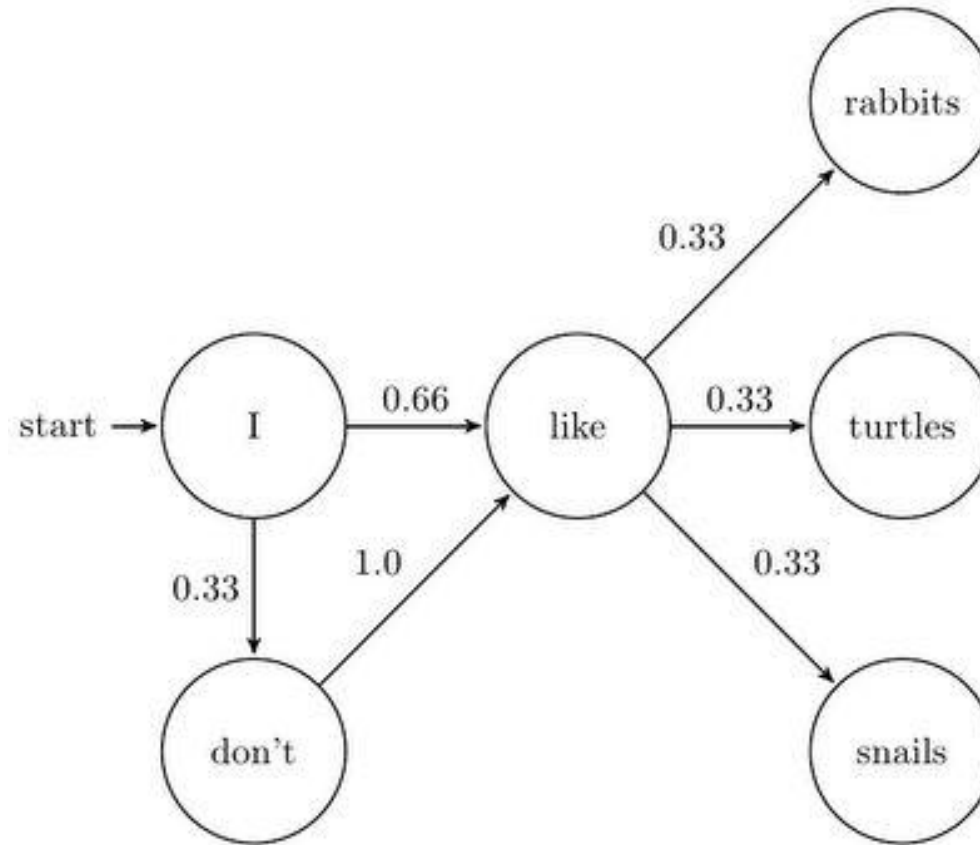 rabbits
0.33
start
I
0.66
like
0.33
turtles
0.33
1.0
0.33
don't
snails